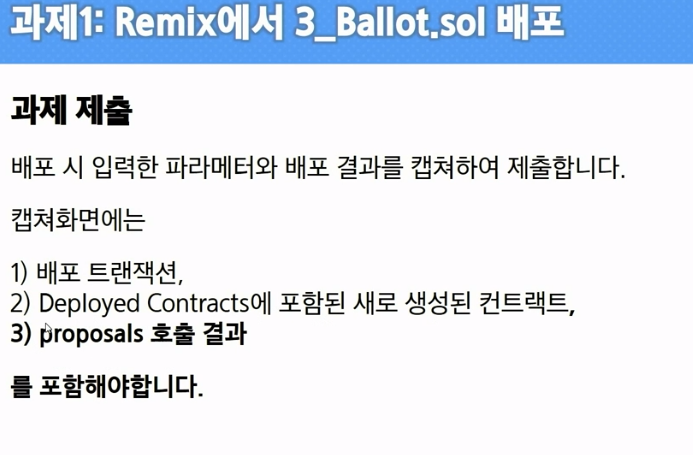 과제1: Remix에서 3_Ballot.sol 배포
과제 제출
배포 시 입력한 파라메터와 배포 결과를 캡쳐하여 제출합니다.
캡쳐화면에는
1) 배포 트랜잭션,
2) Deployed Contracts에 포함된 새로 생성된 컨트랙트,
3) proposals 호출 결과
를 포함해야합니다.